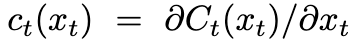 c_t(x_t) = ∂C_t(x_t)/∂x_t